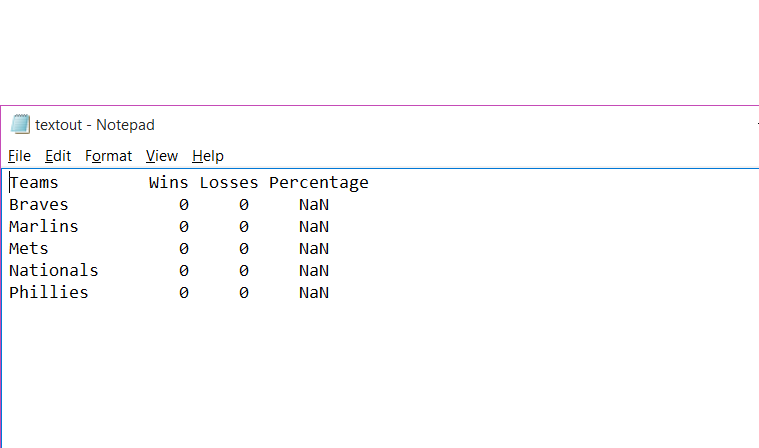 textout - Notepad
File Edit Format View Help
Teams Wins Losses Percentage
Braves 0 0 NaN
Marlins 0 0 NaN
Mets 0 0 NaN
Nationals 0 0 NaN
Phillies 0 0 NaN